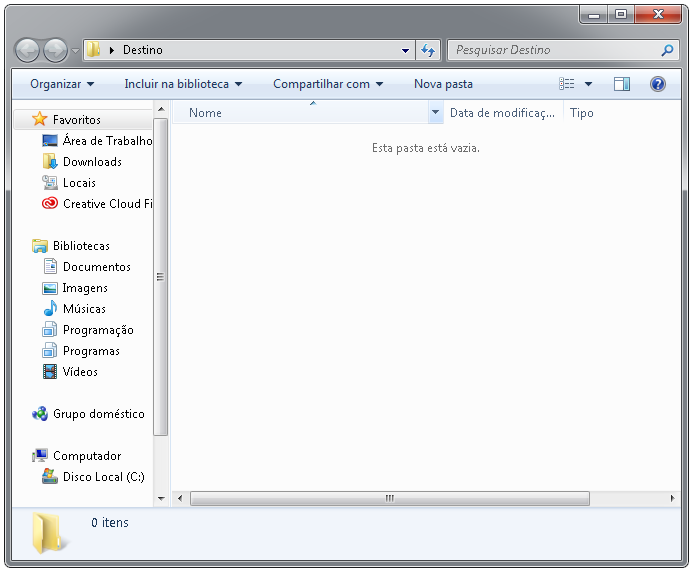 Destino
Pesquisar Destino
Organizar
Incluir na biblioteca
Compartilhar com
Nova pasta
Favoritos
Área de Trabalho
Downloads
Locais
Creative Cloud Fi
Bibliotecas
Documentos
Imagens
Músicas
Programação
Programas
Vídeos
Grupo doméstico
Computador
Disco Local (C:)
Nome
Data de modificaç...
Tipo
Esta pasta está vazia.
0 itens